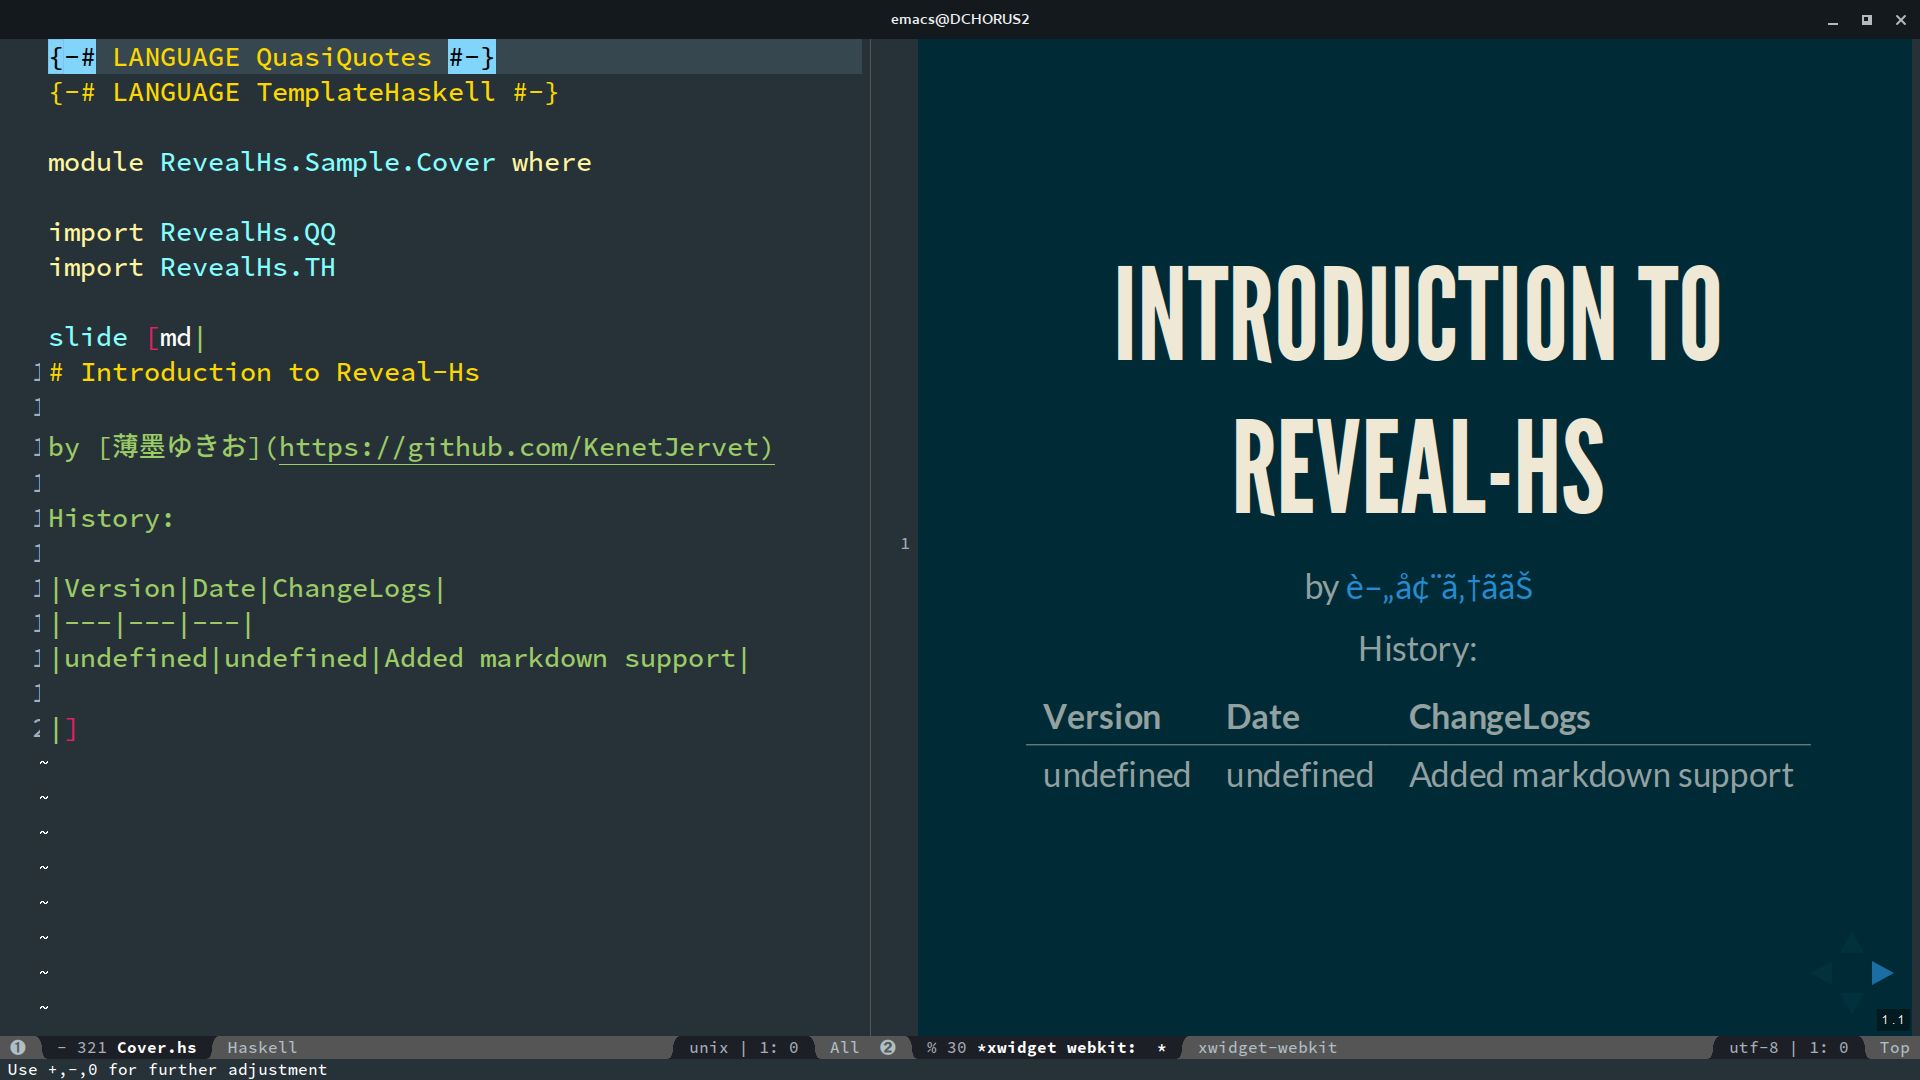 emacs@DCHORUS2
{-# LANGUAGE QuasiQuotes #-}
{-# LANGUAGE TemplateHaskell #-}
module RevealHs.Sample.Cover where
import RevealHs.QQ
import RevealHs.TH
slide [md|
# Introduction to Reveal-Hs
by [薄墨ゆきお](https://github.com/KenetJervet)
History:
|Version|Date|ChangeLogs|
|---|---|---|
|undefined|undefined|Added markdown support|
|]
~
~
~
~
~
~
~
~
1
INTRODUCTION TO
REVEAL-HS
by è–„å¢¨ã‚†ããŠ
History:
Version Date ChangeLogs
undefined undefined Added markdown support
1.1
❶ - 321 Cover.hs Haskell unix | 1: 0 All
❷ % 30 *xwidget webkit: * xwidget-webkit utf-8 | 1: 0 Top
Use +,-,0 for further adjustment